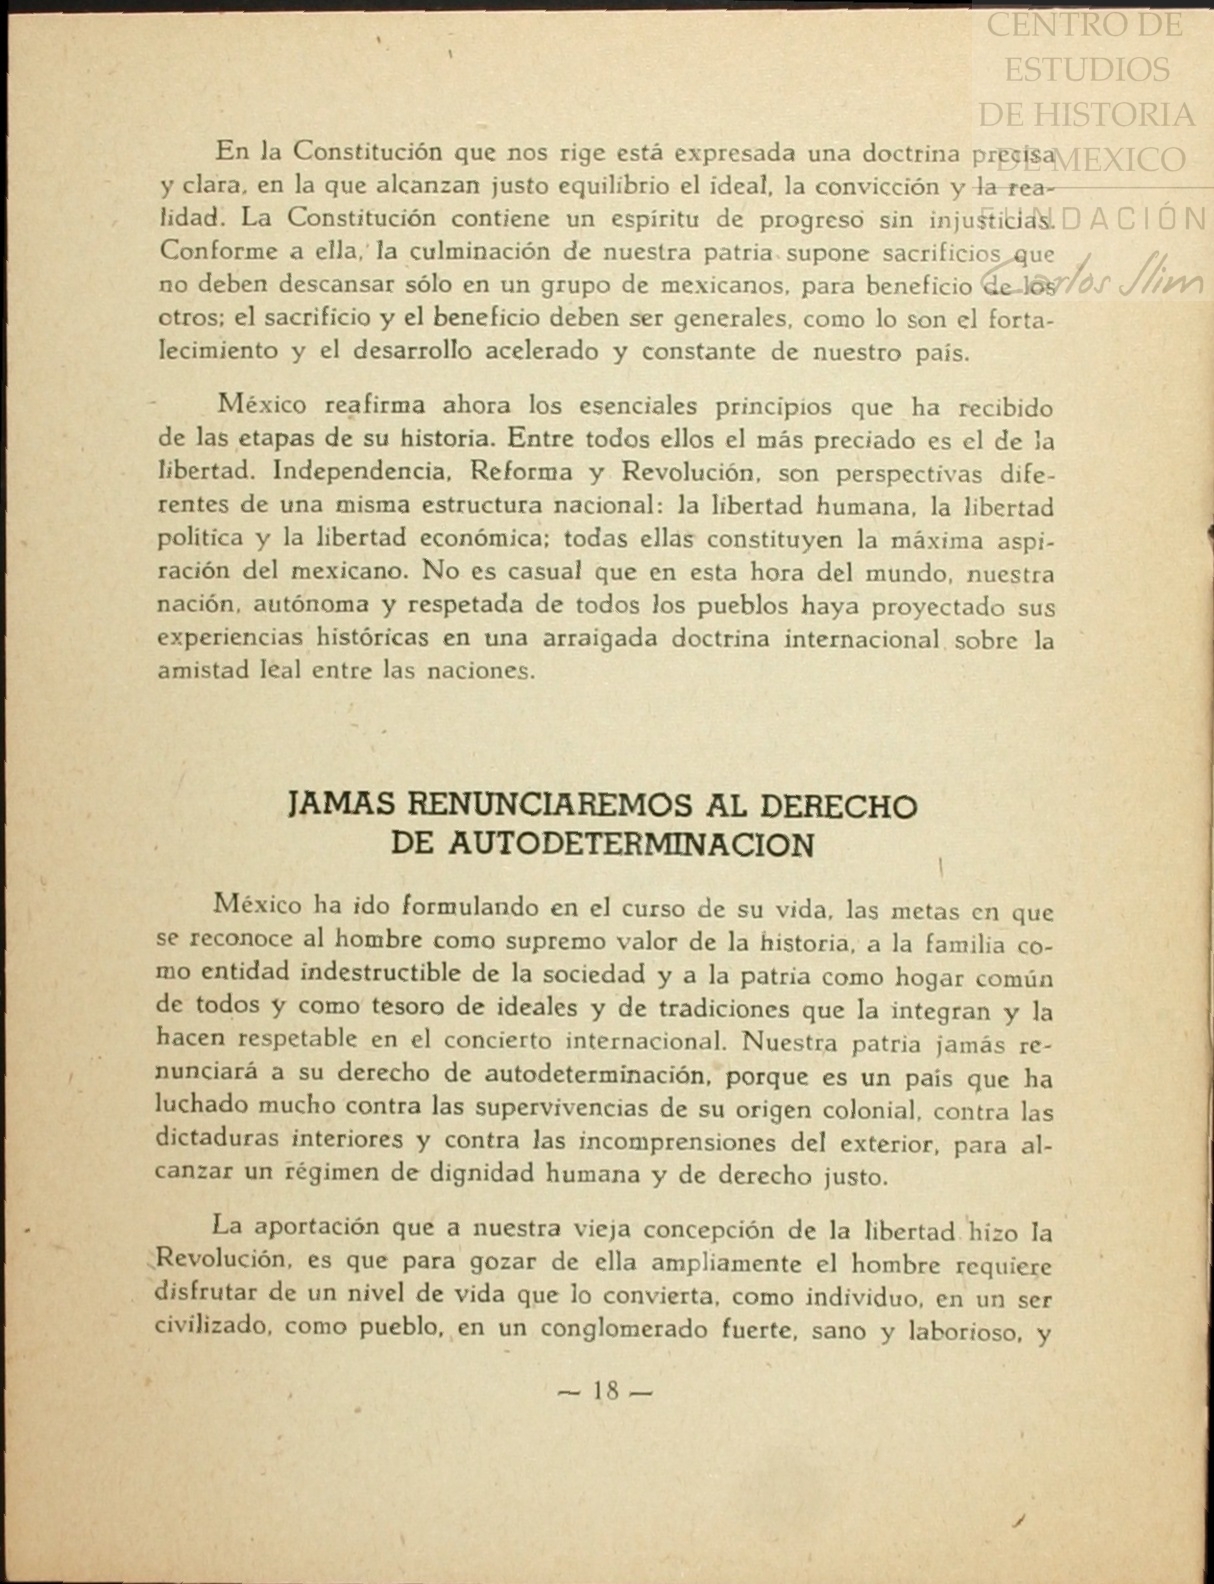 CENTRO DE
ESTUDIOS
DE HISTORIA
DE MEXICO
FUNDACIÓN
Carlos Slim
En la Constitución que nos rige está expresada una doctrina precisa
y clara, en la que alcanzan justo equilibrio el ideal, la convicción y la rea-
lidad. La Constitución contiene un espíritu de progreso sin injusticias.
Conforme a ella, la culminación de nuestra patria supone sacrificios que
no deben descansar sólo en un grupo de mexicanos, para beneficio de los
otros; el sacrificio y el beneficio deben ser generales, como lo son el forta-
lecimiento y el desarrollo acelerado y constante de nuestro país.
México reafirma ahora los esenciales principios que ha recibido
de las etapas de su historia. Entre todos ellos el más preciado es el de la
libertad. Independencia, Reforma y Revolución, son perspectivas dife-
rentes de una misma estructura nacional: la libertad humana, la libertad
política y la libertad económica; todas ellas constituyen la máxima aspi-
ración del mexicano. No es casual que en esta hora del mundo, nuestra
nación, autónoma y respetada de todos los pueblos haya proyectado sus
experiencias históricas en una arraigada doctrina internacional sobre la
amistad leal entre las naciones.
JAMAS RENUNCIAREMOS AL DERECHO
DE AUTODETERMINACION
México ha ido formulando en el curso de su vida, las metas en que
se reconoce al hombre como supremo valor de la historia, a la familia co-
mo entidad indestructible de la sociedad y a la patria como hogar común
de todos y como tesoro de ideales y de tradiciones que la integran y la
hacen respetable en el concierto internacional. Nuestra patria jamás re-
nunciará a su derecho de autodeterminación, porque es un país que ha
luchado mucho contra las supervivencias de su origen colonial, contra las
dictaduras interiores y contra las incomprensiones del exterior, para al-
canzar un régimen de dignidad humana y de derecho justo.
La aportación que a nuestra vieja concepción de la libertad hizo la
Revolución, es que para gozar de ella ampliamente el hombre requiere
disfrutar de un nivel de vida que lo convierta, como individuo, en un ser
civilizado, como pueblo, en un conglomerado fuerte, sano y laborioso, y
— 18 —